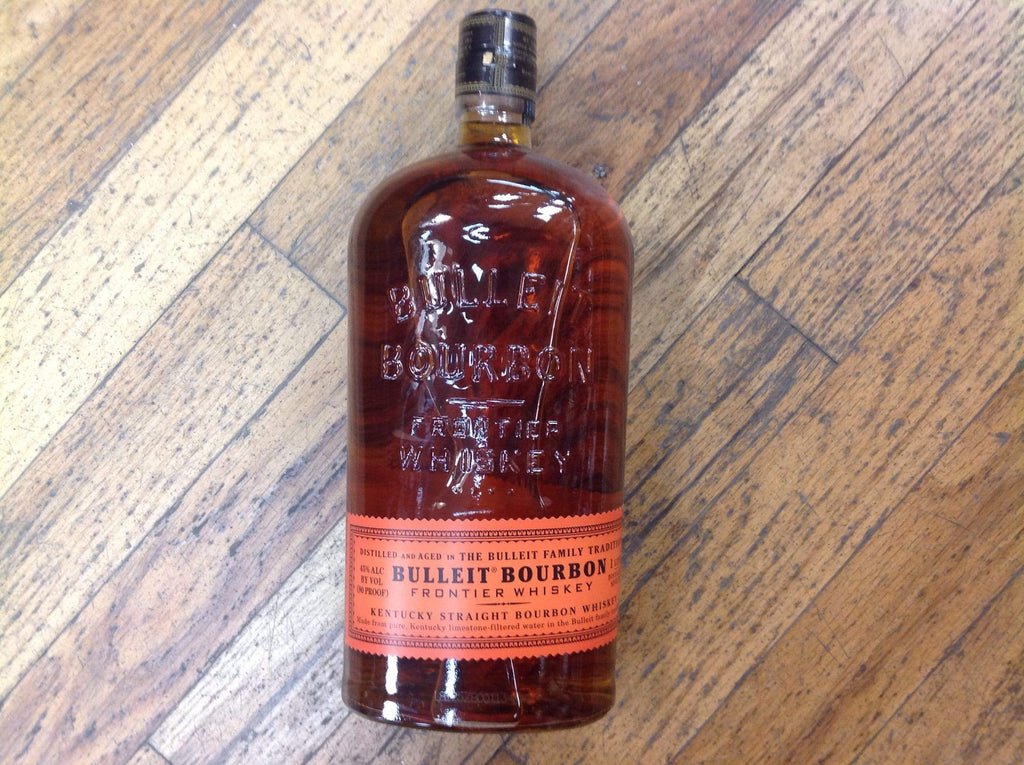 BULLEIT
BOURBON
FRONTIER
WHISKEY
DISTILLED AND AGED IN THE BULLEIT FAMILY TRADITION
45% ALC
BY VOL
(90 PROOF)
BULLEIT® BOURBON
FRONTIER WHISKEY
KENTUCKY STRAIGHT BOURBON WHISKEY
Made from pure, Kentucky limestone-filtered water in the Bulleit family